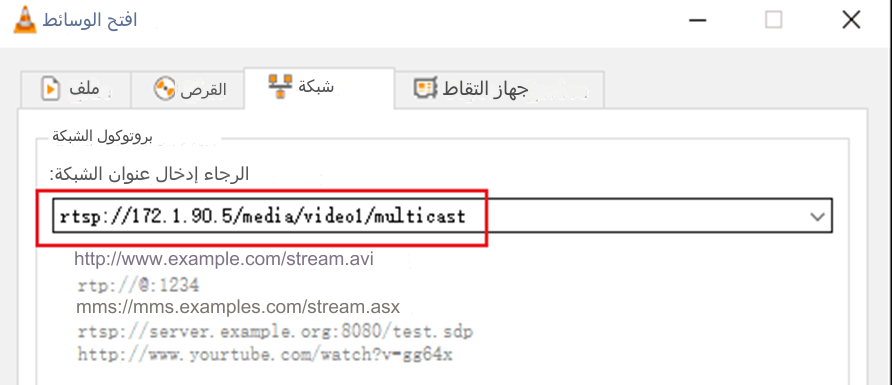 افتح الوسائط
ملف
القرص
شبكة
جهاز التقاط
بروتوكول الشبكة
الرجاء إدخال عنوان الشبكة:
rtsp://172.1.90.5/media/video1/multicast
http://www.example.com/stream.avi
rtp://@:1234
mms://mms.examples.com/stream.asx
rtsp://server.example.org:8080/test.sdp
http://www.yourtube.com/watch?v=gg64x